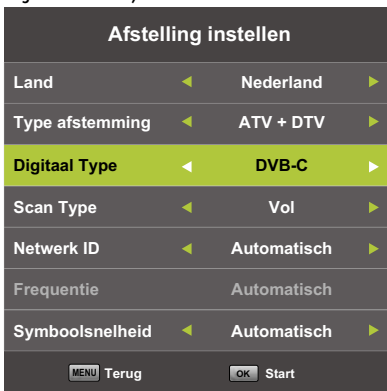 Afstelling instellen
Land Nederland
Type afstemming ATV + DTV
Digitaal Type DVB-C
Scan Type Vol
Netwerk ID Automatisch
Frequentie Automatisch
Symboolsnelheid Automatisch
MENU Terug OK Start